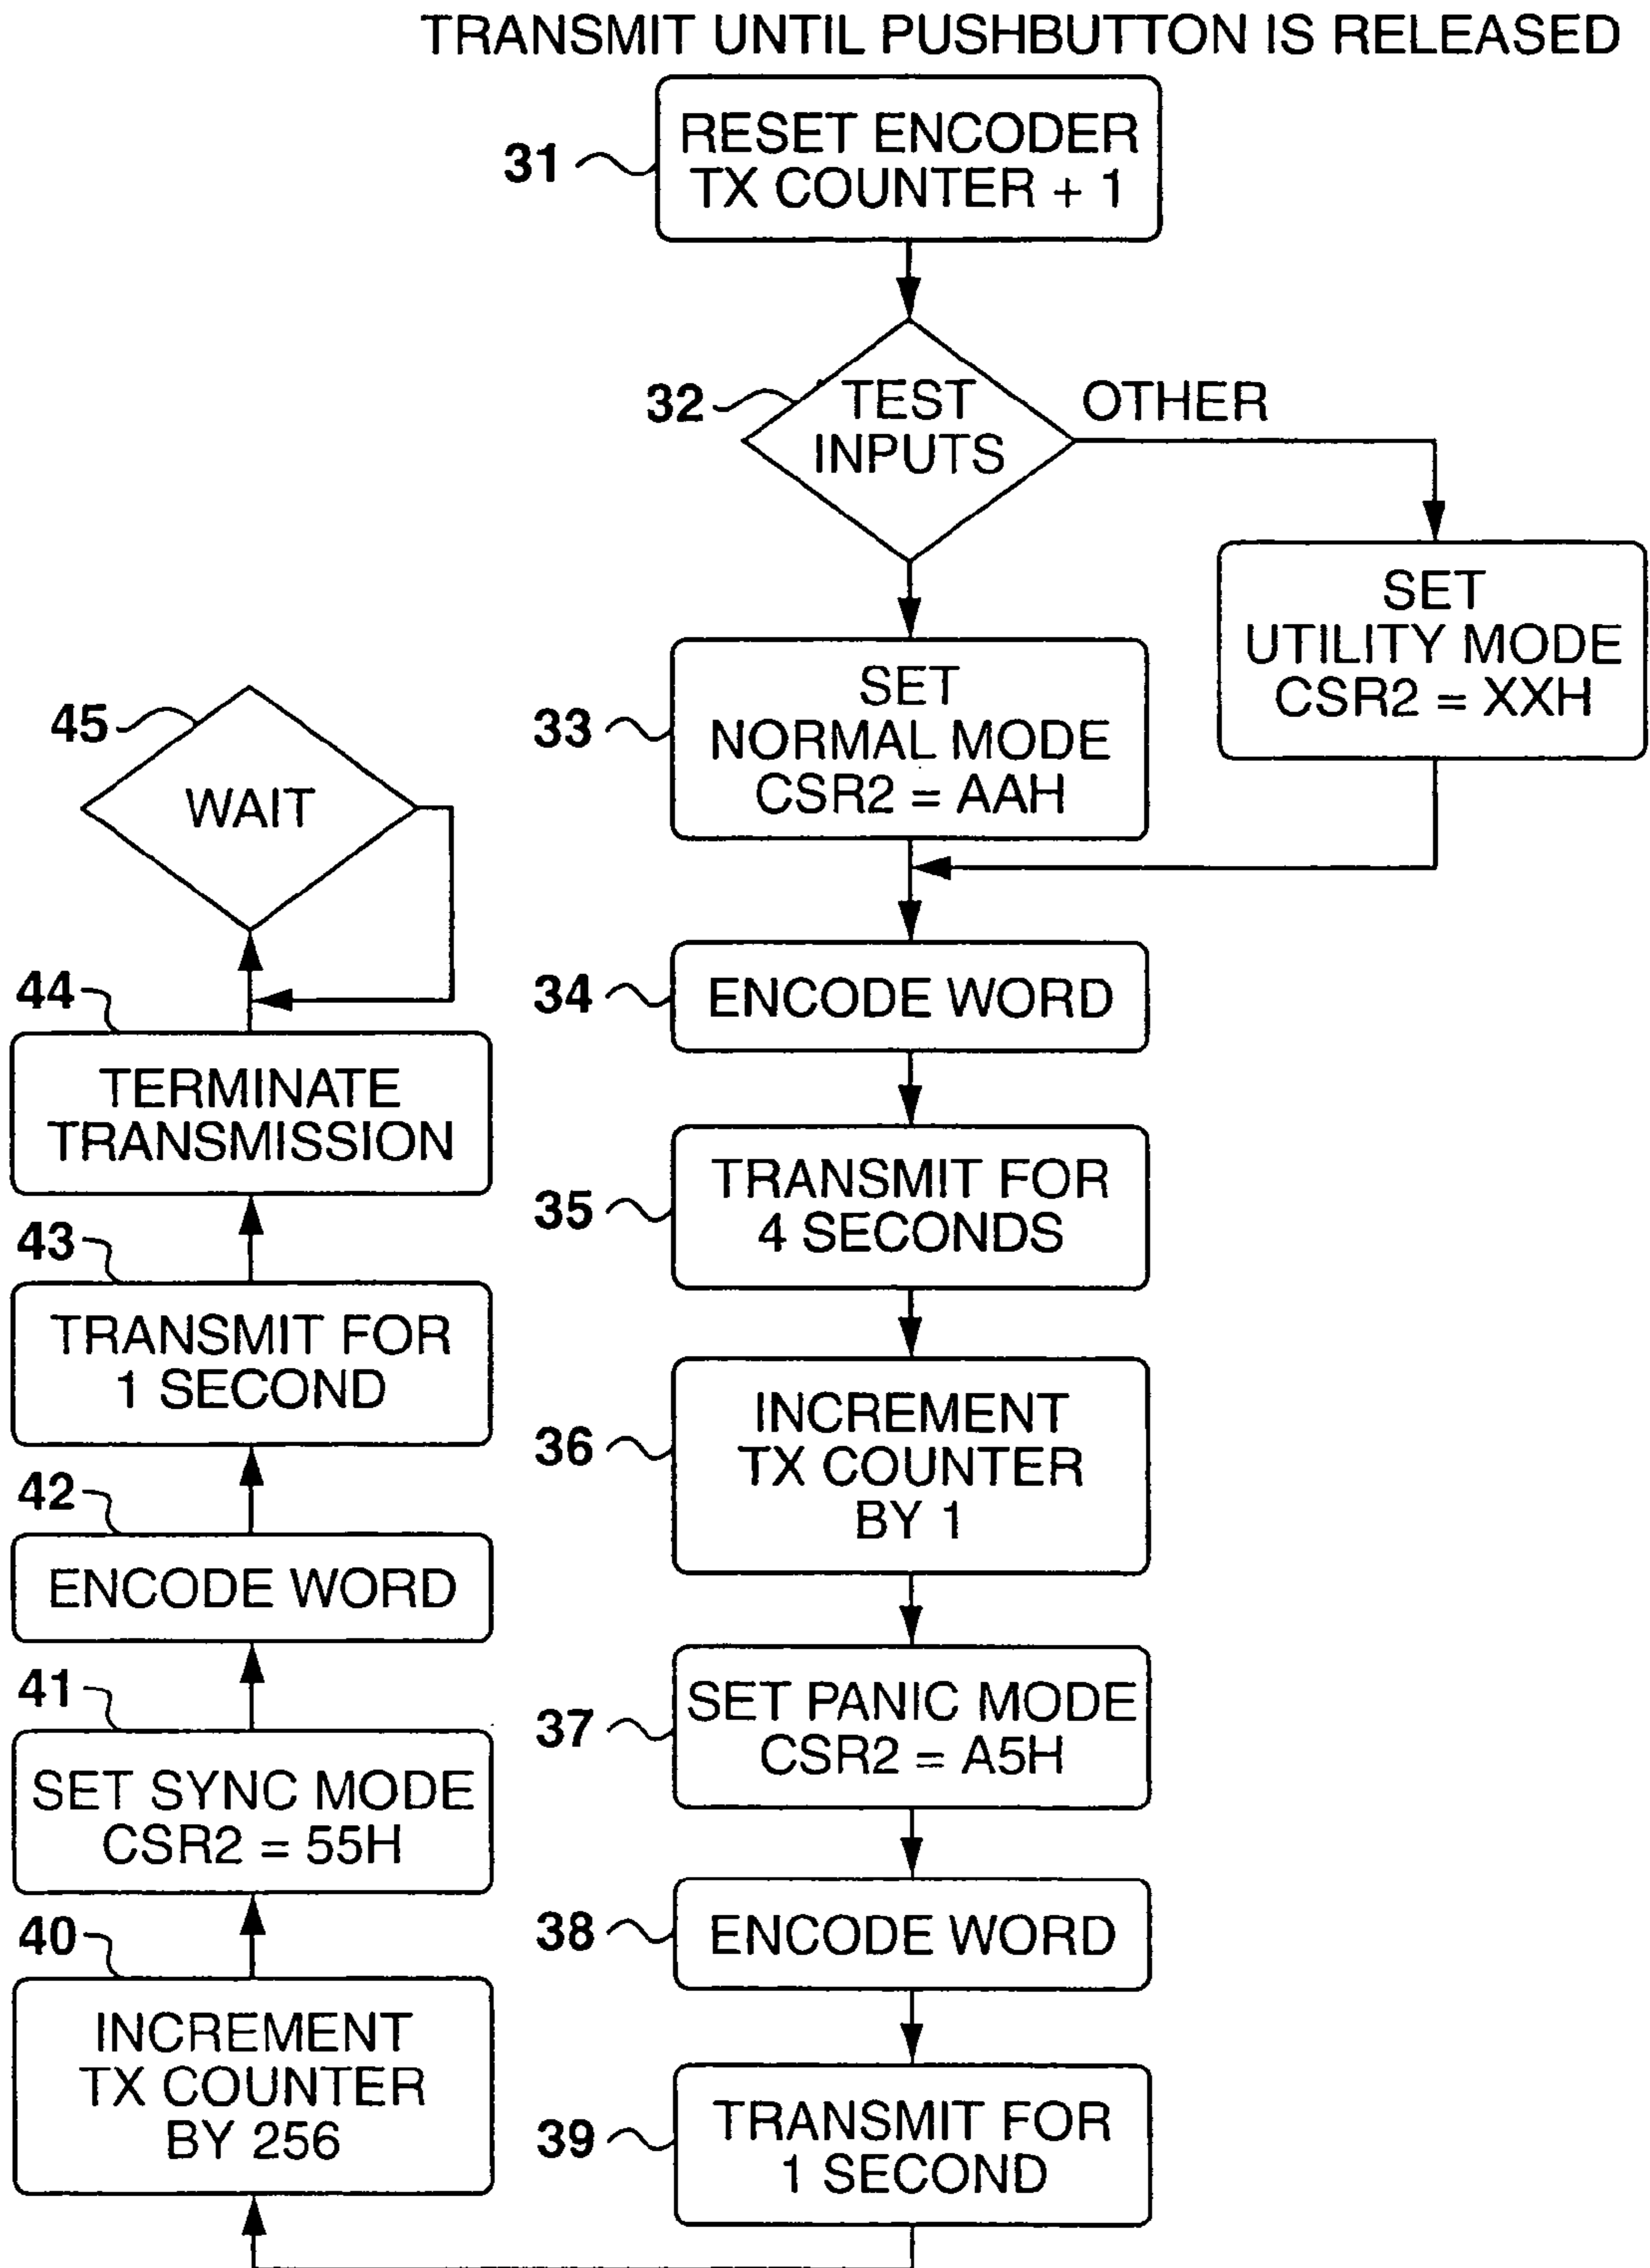 TRANSMIT UNTIL PUSHBUTTON IS RELEASED
31
RESET ENCODER
TX COUNTER + 1
32
TEST
INPUTS
OTHER
SET
UTILITY MODE
CSR2 = XXH
33
SET
NORMAL MODE
CSR2 = AAH
34
ENCODE WORD
35
TRANSMIT FOR
4 SECONDS
36
INCREMENT
TX COUNTER
BY 1
37
SET PANIC MODE
CSR2 = A5H
38
ENCODE WORD
39
TRANSMIT FOR
1 SECOND
40
INCREMENT
TX COUNTER
BY 256
41
SET SYNC MODE
CSR2 = 55H
42
ENCODE WORD
43
TRANSMIT FOR
1 SECOND
44
TERMINATE
TRANSMISSION
45
WAIT